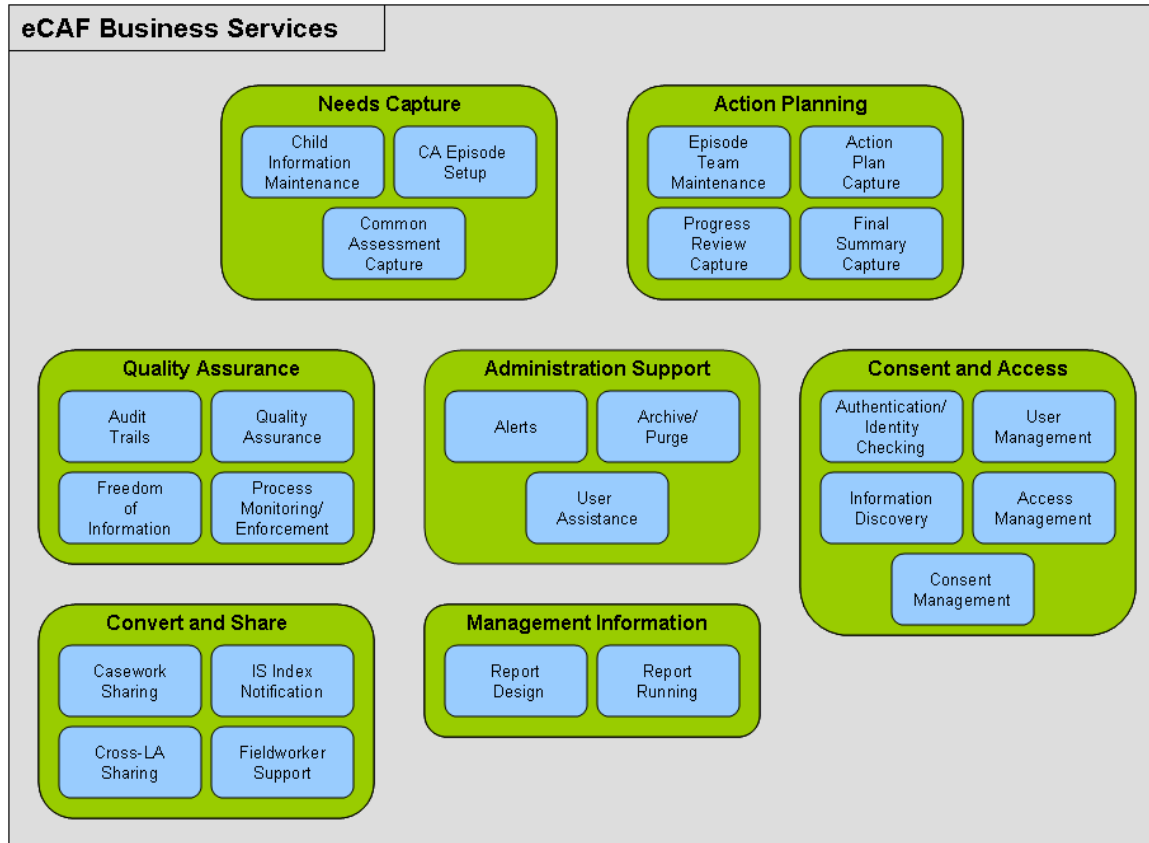 eCAF Business Services
Needs Capture
Child
Information
Maintenance
CA Episode
Setup
Common
Assessment
Capture
Action Planning
Episode
Team
Maintenance
Action
Plan
Capture
Progress
Review
Capture
Final
Summary
Capture
Quality Assurance
Audit
Trails
Quality
Assurance
Freedom
of
Information
Process
Monitoring/
Enforcement
Administration Support
Alerts
Archive/
Purge
User
Assistance
Consent and Access
Authentication/
Identity
Checking
User
Management
Information
Discovery
Access
Management
Consent
Management
Convert and Share
Casework
Sharing
IS Index
Notification
Cross-LA
Sharing
Fieldworker
Support
Management Information
Report
Design
Report
Running